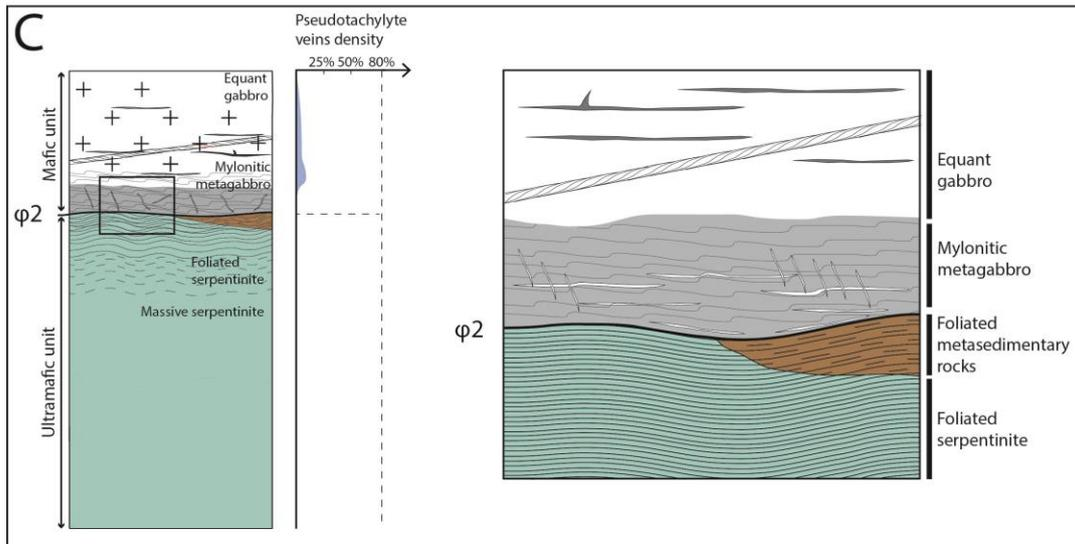 C
Pseudotachylyte
veins density
25% 50% 80%
Equant
gabbro
Mafic unit
Mylonitic
metagabbro
φ2
Foliated
serpentinite
Massive serpentinite
Ultramafic unit
Equant
gabbro
Mylonitic
metagabbro
φ2
Foliated
metasedimentary
rocks
Foliated
serpentinite